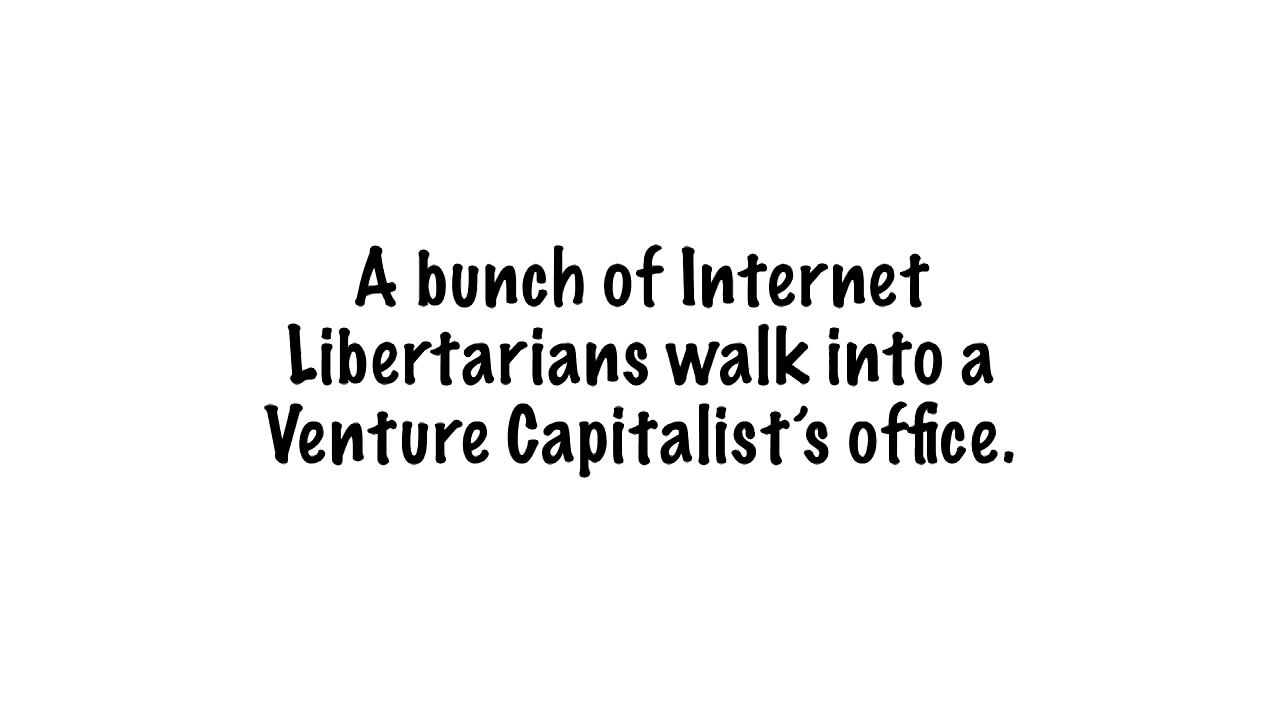 A bunch of Internet
Libertarians walk into a
Venture Capitalist’s office.